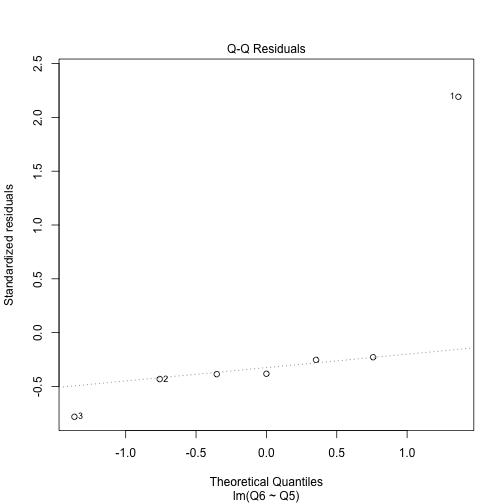 Q-Q Residuals
2.5
2.0
1.5
1.0
0.5
0.0
-0.5
Standardized residuals
1
2
3
-1.0 -0.5 0.0 0.5 1.0
Theoretical Quantiles
lm(Q6 ~ Q5)